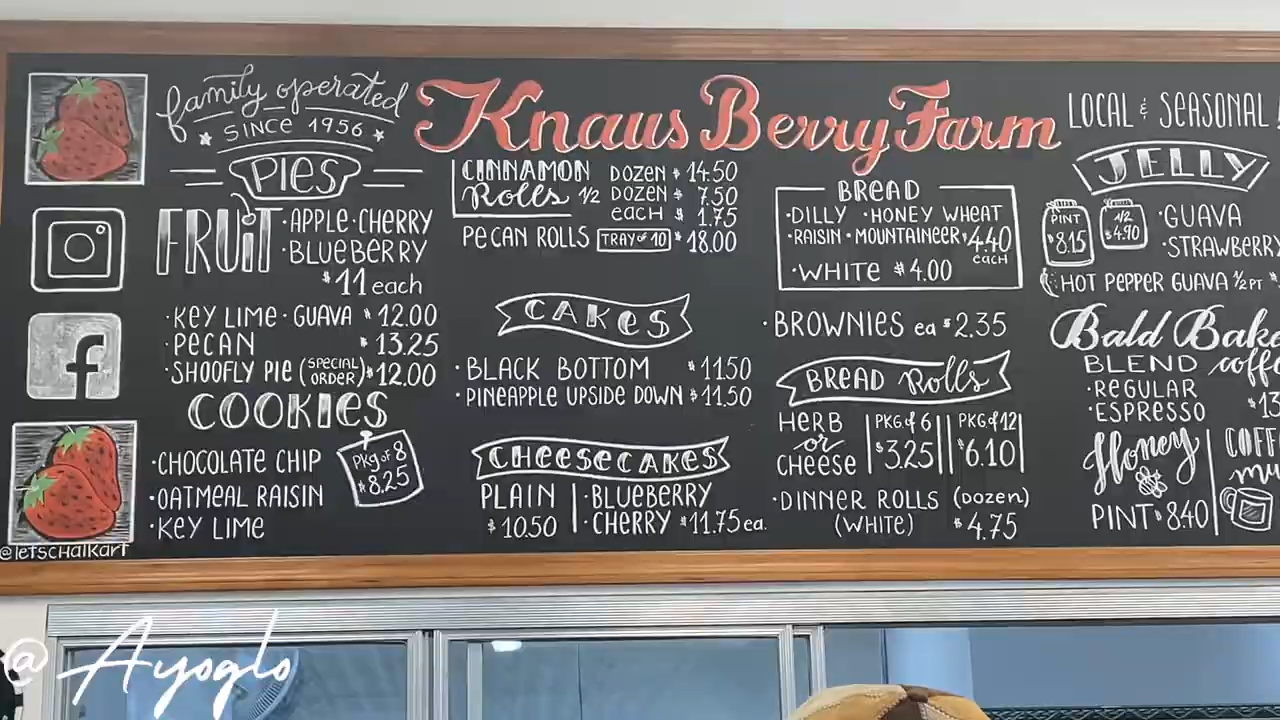 family operated
SINCE 1956
Knaus Berry Farm
PIES
FRUIT · APPLE · CHERRY
· BLUEBERRY
$11 each
· KEY LIME · GUAVA $12.00
· PECAN $13.25
· SHOOFLY PIE (SPECIAL ORDER) $12.00
COOKIES
· CHOCOLATE CHIP
· OATMEAL RAISIN
· KEY LIME
PKg of 8
$8.25
@LETSCHALKART
CINNAMON Rolls
DOZEN $14.50
1/2 DOZEN $7.50
EACH $1.75
PECAN ROLLS TRAY of 10 $18.00
CAKES
· BLACK BOTTOM $11.50
· PINEAPPLE UPSIDE DOWN $11.50
CHEESECAKES
PLAIN
$10.50
· BLUEBERRY
· CHERRY $11.75 ea.
BREAD
· DILLY · HONEY WHEAT
· RAISIN · MOUNTAINEER $4.40
each
· WHITE $4.00
· BROWNIES ea $2.35
BREAD Rolls
HERB
or
CHEESE
PKG of 6
$3.25
PKG of 12
$6.10
· DINNER ROLLS (DOZEN)
(WHITE) $4.75
LOCAL & SEASONAL
JELLY
PINT
$8.15
1/2
$4.90
· GUAVA
· STRAWBERRY
HOT PEPPER GUAVA 1/2 PT
Bald Bake
BLEND coffe
· REGULAR
· ESPRESSO $13
Honey
PINT $8.40
COFF
mu
@Ayoglo